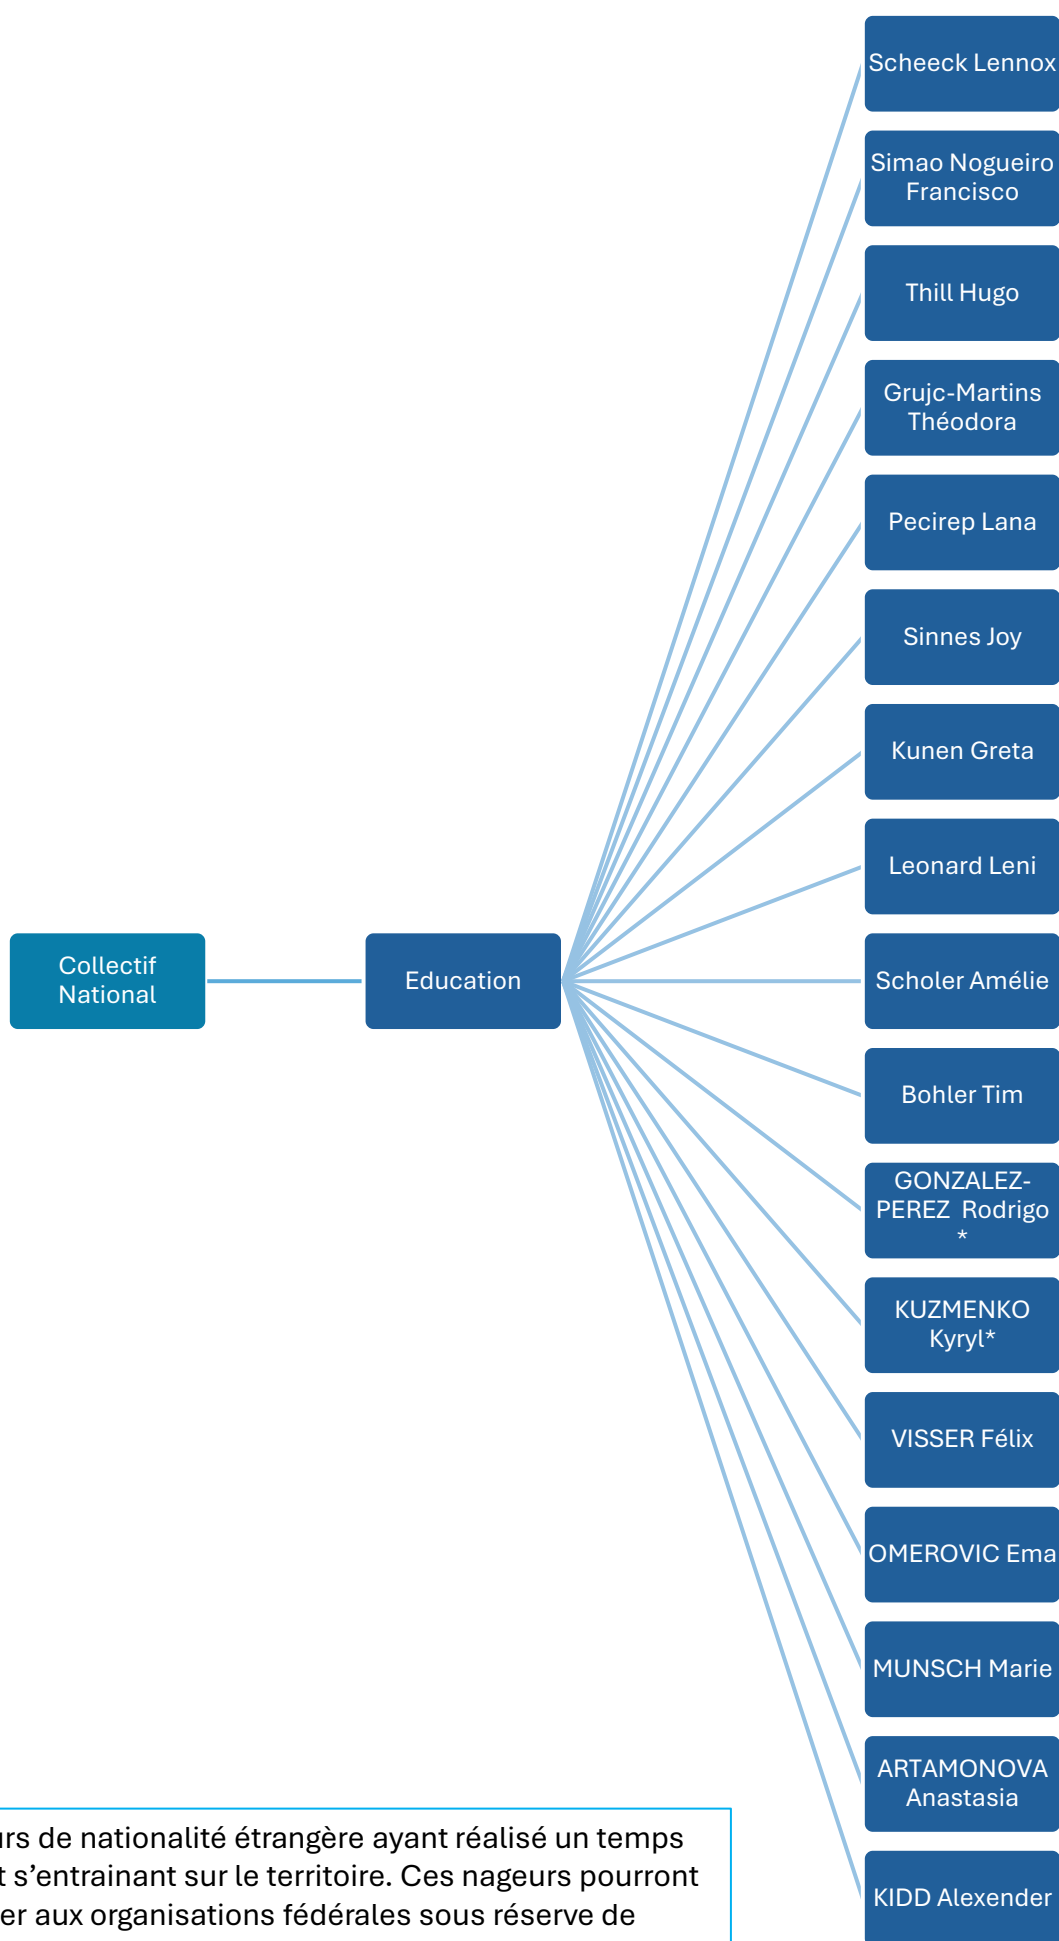 Scheeck Lennox
Simao Nogueiro
Francisco
Thill Hugo
Grujc-Martins
Théodora
Pecirep Lana
Sinnes Joy
Kunen Greta
Leonard Leni
Collectif
National
Education
Scholer Amélie
Bohler Tim
GONZALEZ-
PEREZ Rodrigo
*
KUZMENKO
Kyryl*
VISSER Félix
OMEROVIC Ema
MUNSCH Marie
ARTAMONOVA
Anastasia
KIDD Alexender
de nationalité étrangère ayant réalisé un temps
s’entrainant sur le territoire. Ces nageurs pourront
aux organisations fédérales sous réserve de